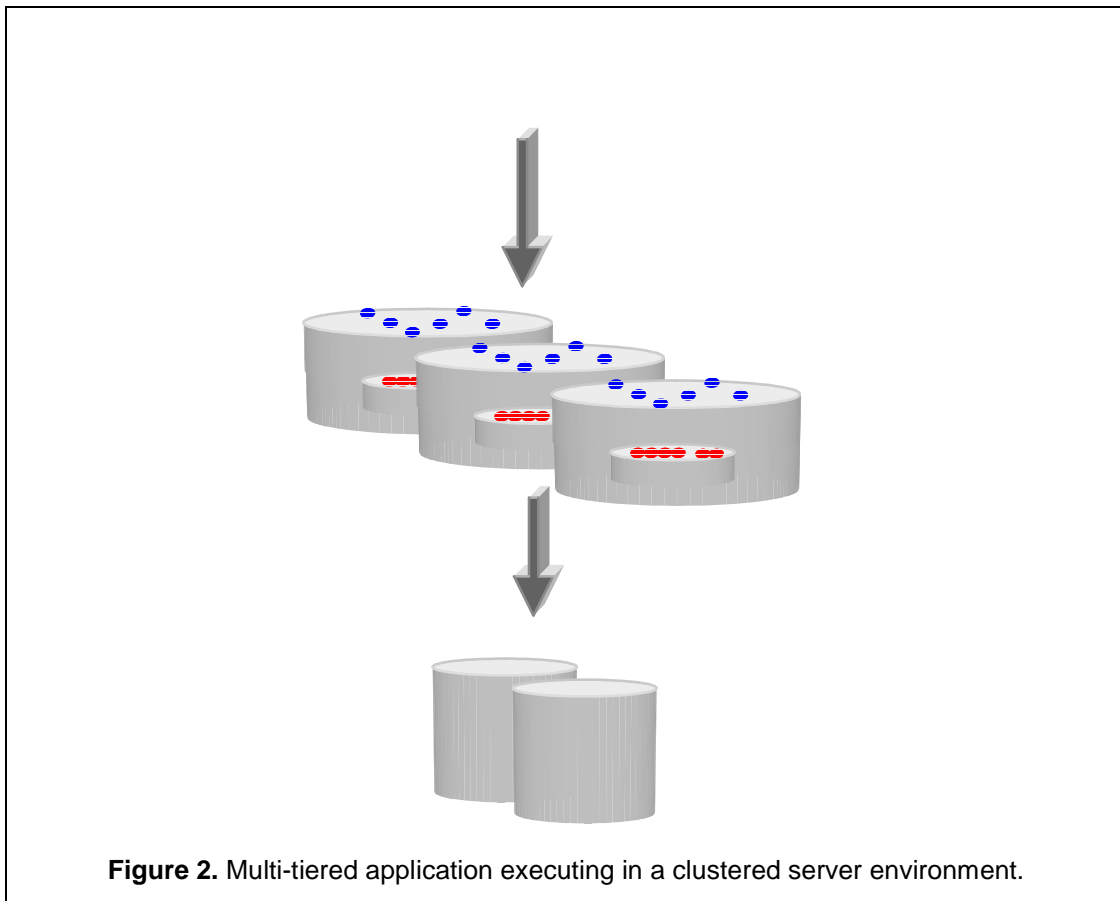 Figure 2. Multi-tiered application executing in a clustered server environment.